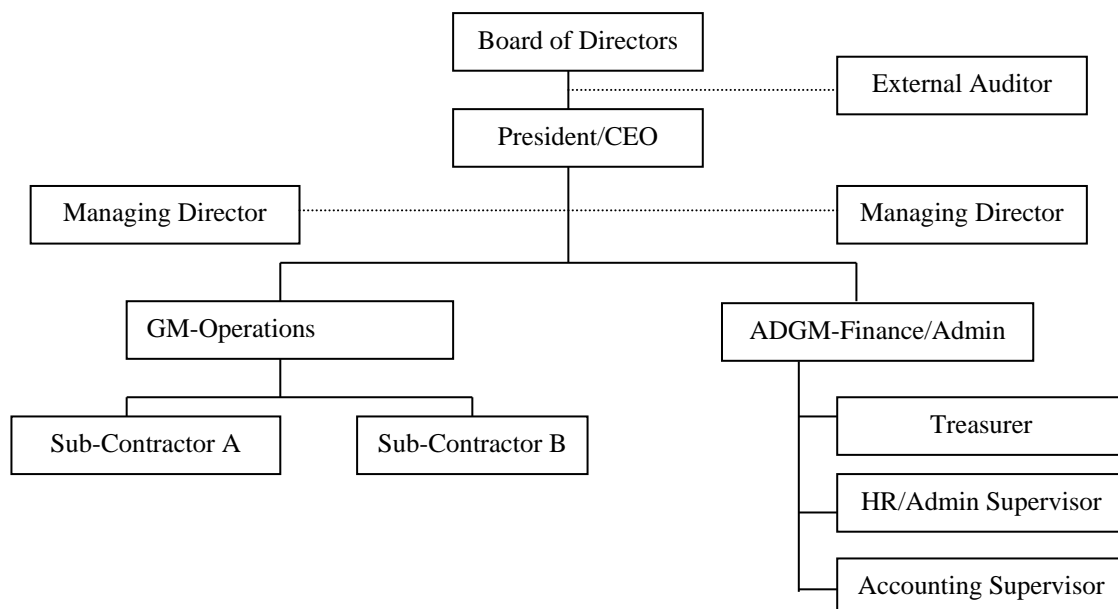 Board of Directors
External Auditor
President/CEO
Managing Director
Managing Director
GM-Operations
ADGM-Finance/Admin
Sub-Contractor A
Sub-Contractor B
Treasurer
HR/Admin Supervisor
Accounting Supervisor